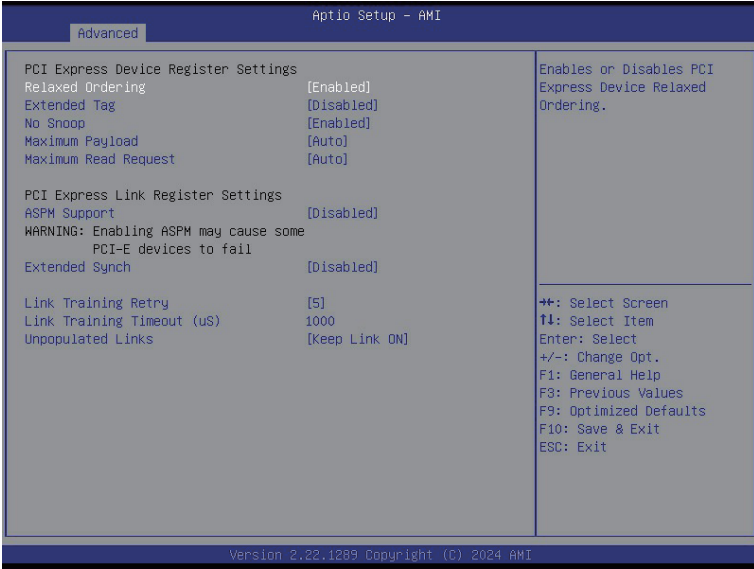 Aptio Setup – AMI
Advanced
PCI Express Device Register Settings
Relaxed Ordering [Enabled]
Extended Tag [Disabled]
No Snoop [Enabled]
Maximum Payload [Auto]
Maximum Read Request [Auto]
PCI Express Link Register Settings
ASPM Support [Disabled]
WARNING: Enabling ASPM may cause some
PCI-E devices to fail
Extended Synch [Disabled]
Link Training Retry [5]
Link Training Timeout (uS) 1000
Unpopulated Links [Keep Link ON]
Enables or Disables PCI
Express Device Relaxed
Ordering.
→←: Select Screen
↑↓: Select Item
Enter: Select
+/-: Change Opt.
F1: General Help
F3: Previous Values
F9: Optimized Defaults
F10: Save & Exit
ESC: Exit
Version 2.22.1289 Copyright (C) 2024 AMI